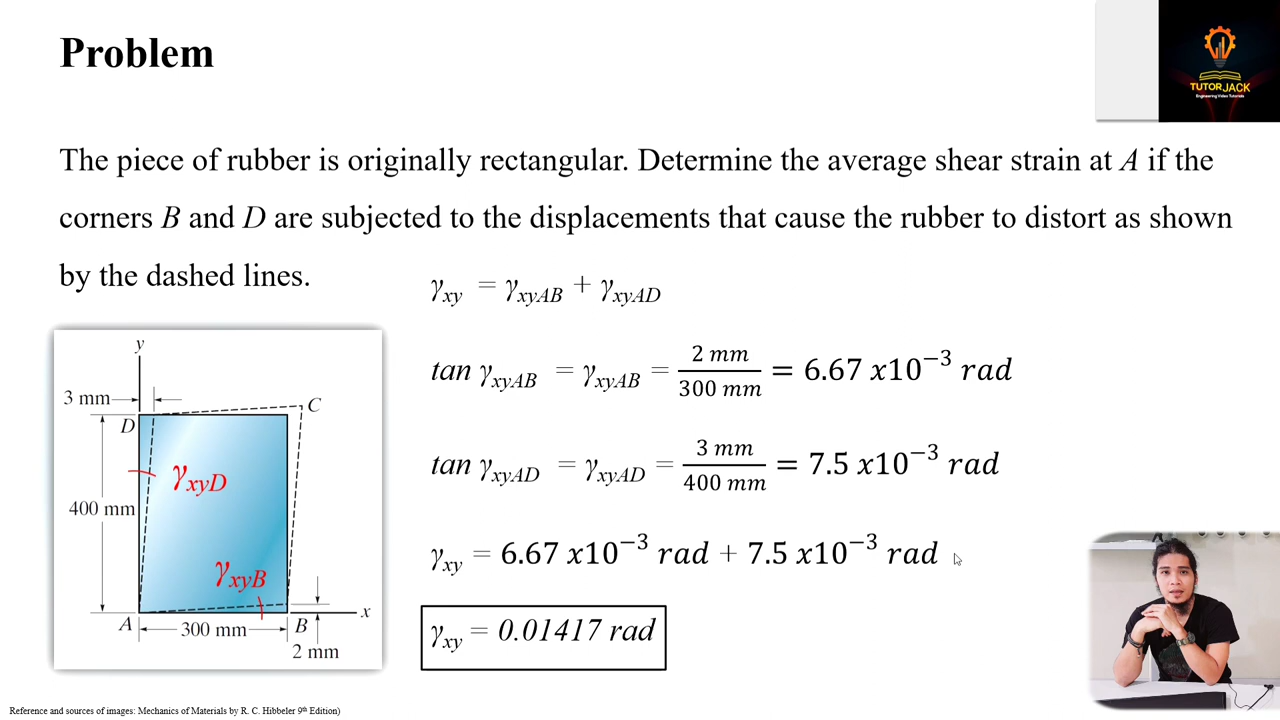 Problem
TUTORJACK
Engineering Video Tutorials
The piece of rubber is originally rectangular. Determine the average shear strain at A if the
corners B and D are subjected to the displacements that cause the rubber to distort as shown
by the dashed lines.
γxy = γxyAB + γxyAD
tan γxyAB = γxyAB = 2 mm / 300 mm = 6.67 x10⁻³ rad
tan γxyAD = γxyAD = 3 mm / 400 mm = 7.5 x10⁻³ rad
γxy = 6.67 x10⁻³ rad + 7.5 x10⁻³ rad
γxy = 0.01417 rad
y
3 mm
C
D
γxyD
400 mm
γxyB
x
A
300 mm
B
2 mm
Reference and sources of images: Mechanics of Materials by R. C. Hibbeler 9th Edition)